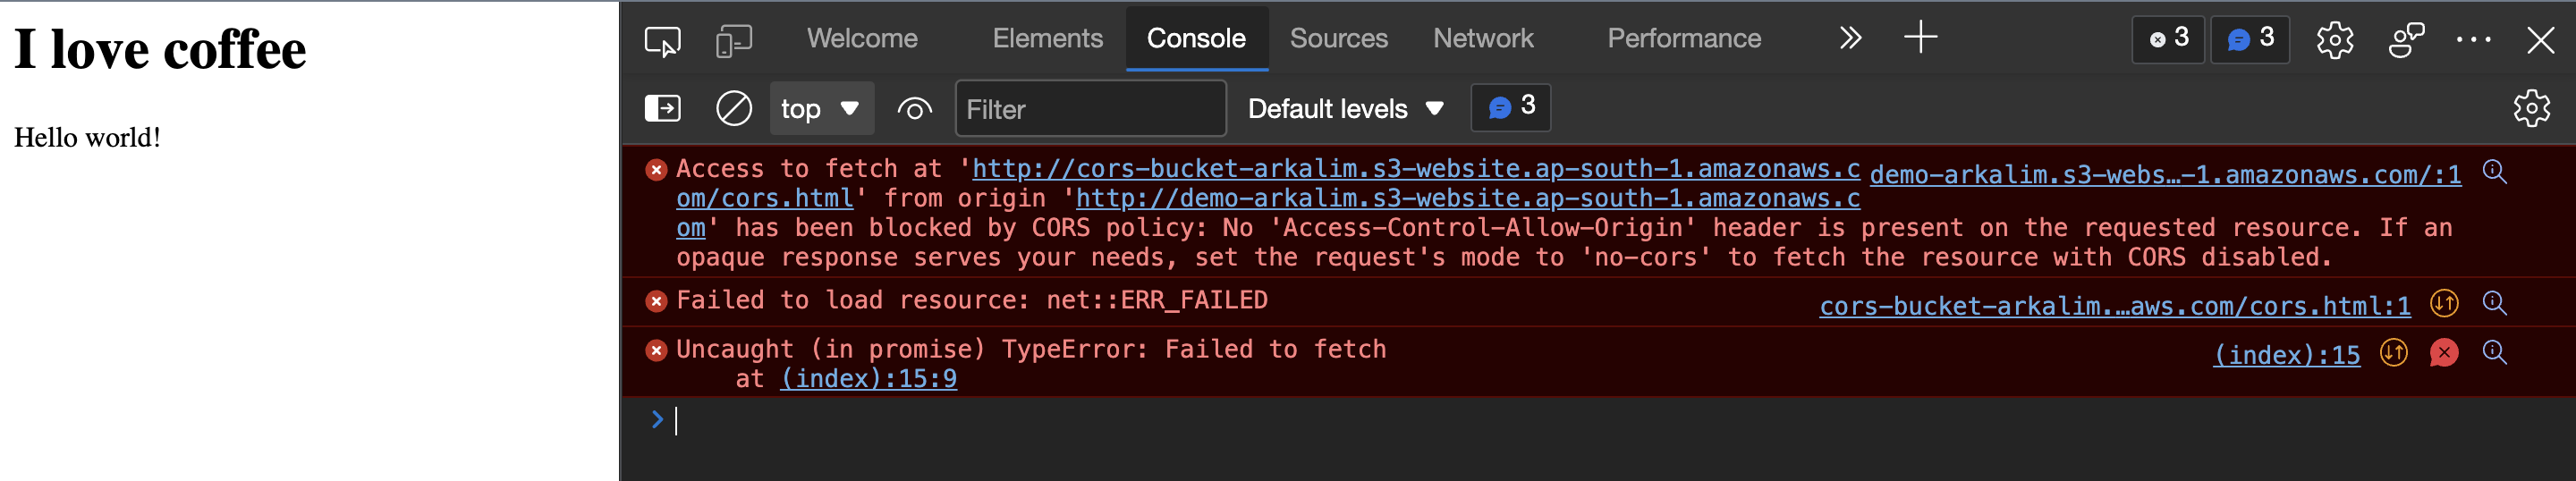 I love coffee
Hello world!
Welcome Elements Console Sources Network Performance 3 3
top Filter Default levels 3
Access to fetch at 'http://cors-bucket-arkalim.s3-website.ap-south-1.amazonaws.c demo-arkalim.s3-webs…-1.amazonaws.com/:1
om/cors.html' from origin 'http://demo-arkalim.s3-website.ap-south-1.amazonaws.c
om' has been blocked by CORS policy: No 'Access-Control-Allow-Origin' header is present on the requested resource. If an
opaque response serves your needs, set the request's mode to 'no-cors' to fetch the resource with CORS disabled.
Failed to load resource: net::ERR_FAILED cors-bucket-arkalim.…aws.com/cors.html:1
Uncaught (in promise) TypeError: Failed to fetch (index):15
at (index):15:9